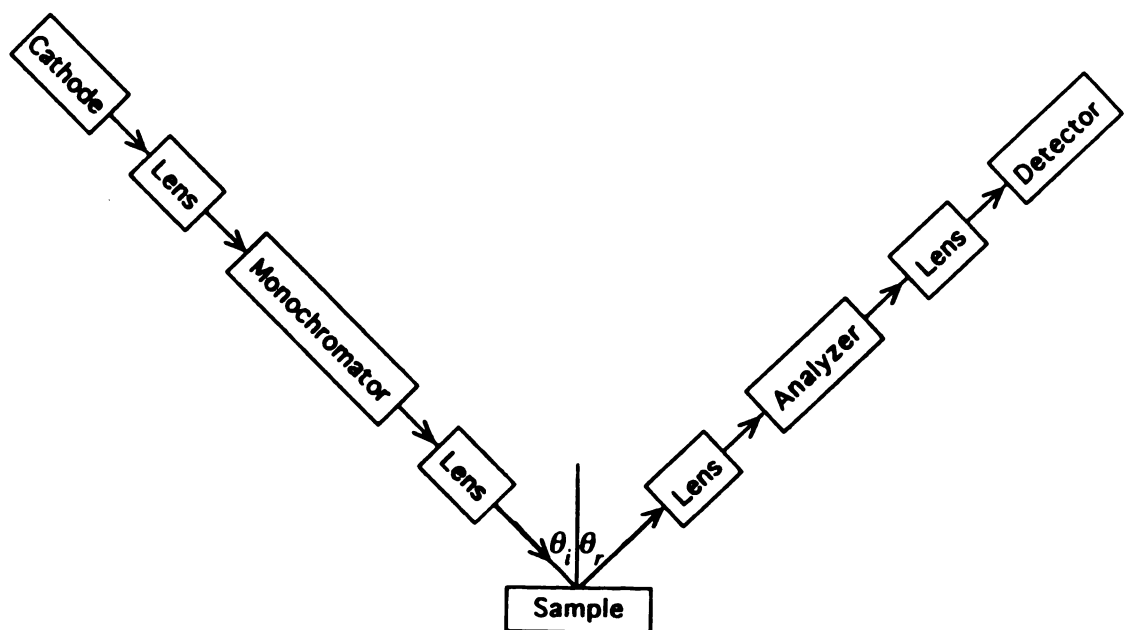 Cathode
Lens
Monochromator
Lens
θi θr
Sample
Lens
Analyzer
Lens
Detector